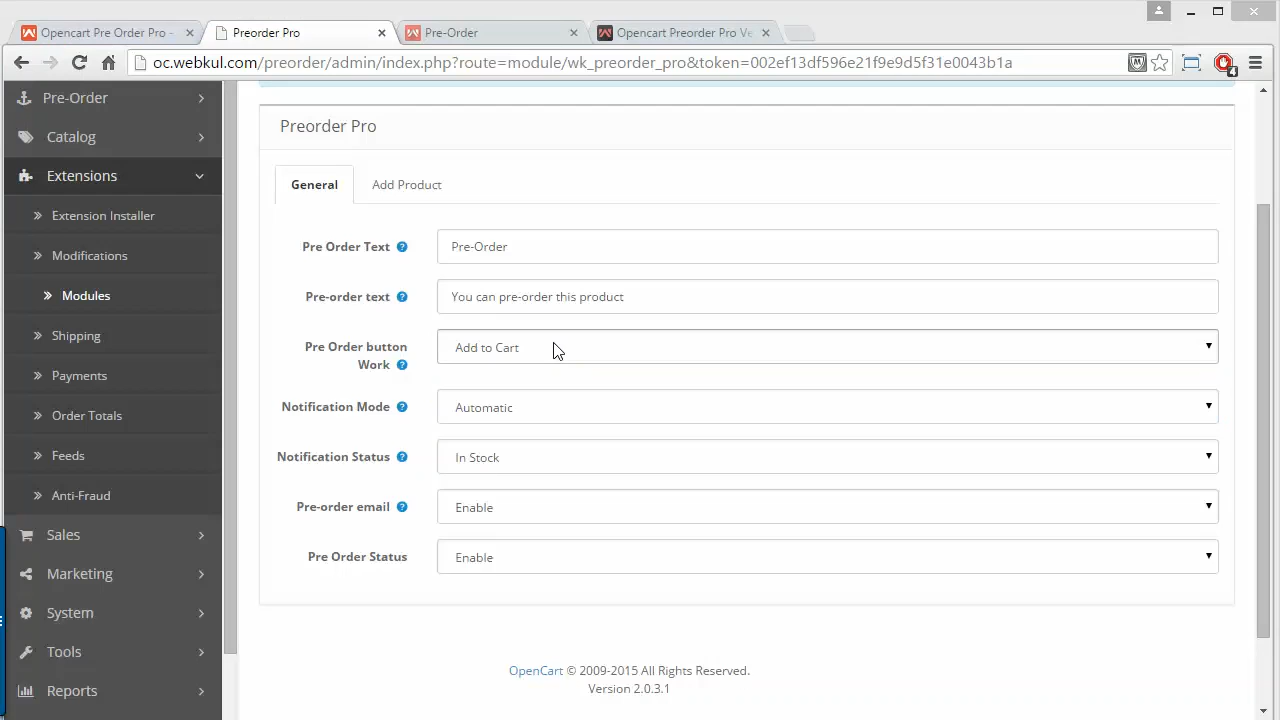 Opencart Pre Order Pro -
Preorder Pro
Pre-Order
Opencart Preorder Pro Ve
oc.webkul.com/preorder/admin/index.php?route=module/wk_preorder_pro&token=002ef13df596e21f9e9d5f31e0043b1a
4
Pre-Order
Catalog
Extensions
Extension Installer
Modifications
Modules
Shipping
Payments
Order Totals
Feeds
Anti-Fraud
Sales
Marketing
System
Tools
Reports
Preorder Pro
General
Add Product
Pre Order Text
Pre-Order
Pre-order text
You can pre-order this product
Pre Order button
Work
Add to Cart
Notification Mode
Automatic
Notification Status
In Stock
Pre-order email
Enable
Pre Order Status
Enable
OpenCart © 2009-2015 All Rights Reserved.
Version 2.0.3.1